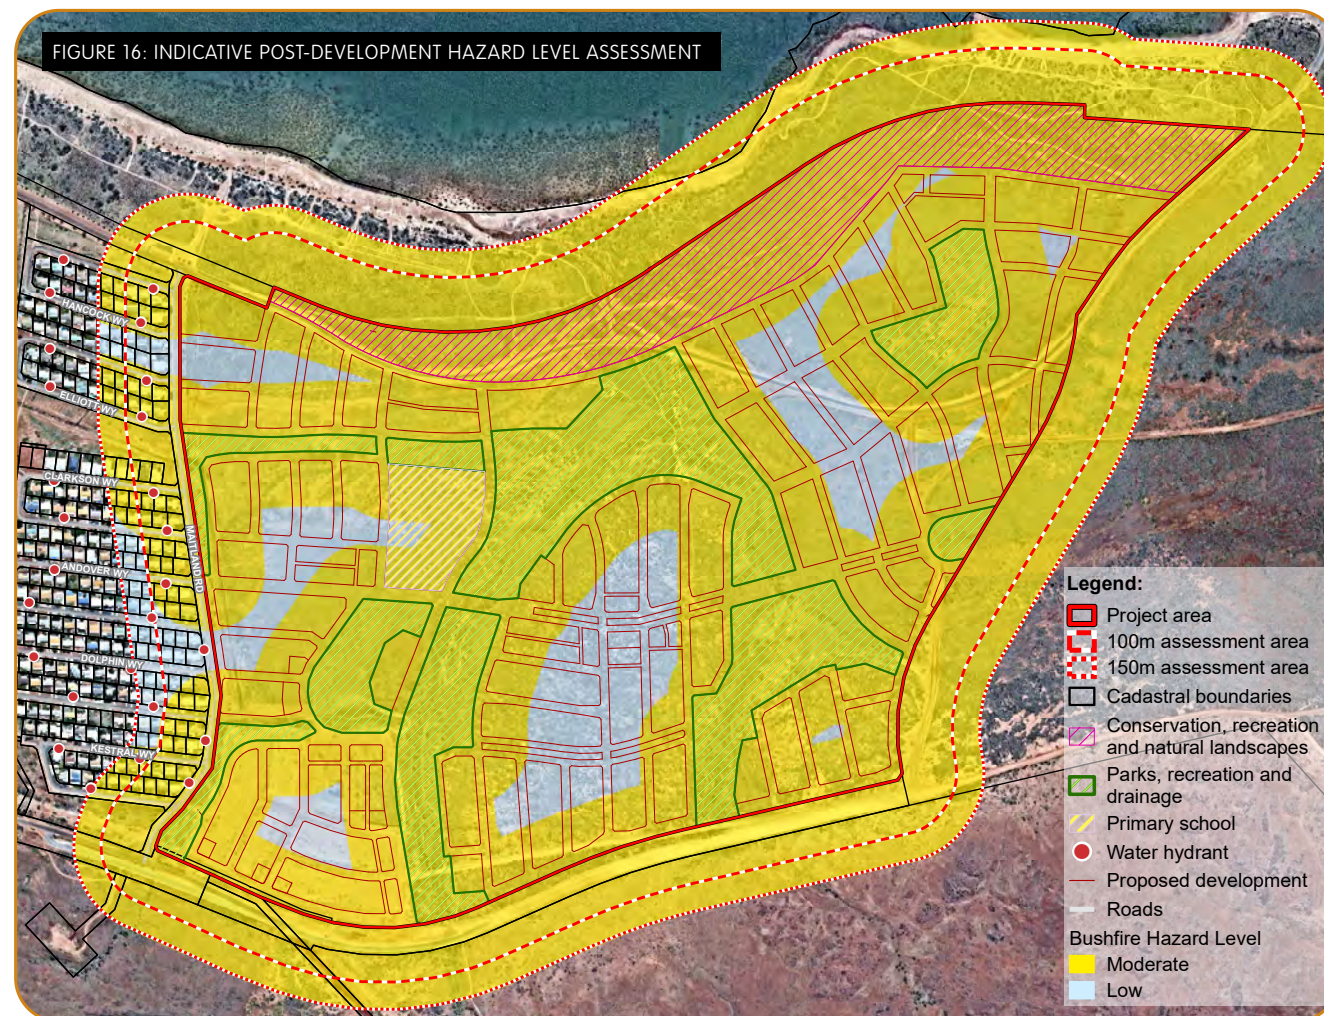 FIGURE 16: INDICATIVE POST-DEVELOPMENT HAZARD LEVEL ASSESSMENT
HANCOCK WY
ELLIOTT WY
CLARKSON WY
MAITLAND RD
ANDOVER WY
DOLPHIN WY
KESTRAL WY
Legend:
Project area
100m assessment area
150m assessment area
Cadastral boundaries
Conservation, recreation
and natural landscapes
Parks, recreation and
drainage
Primary school
Water hydrant
Proposed development
Roads
Bushfire Hazard Level
Moderate
Low